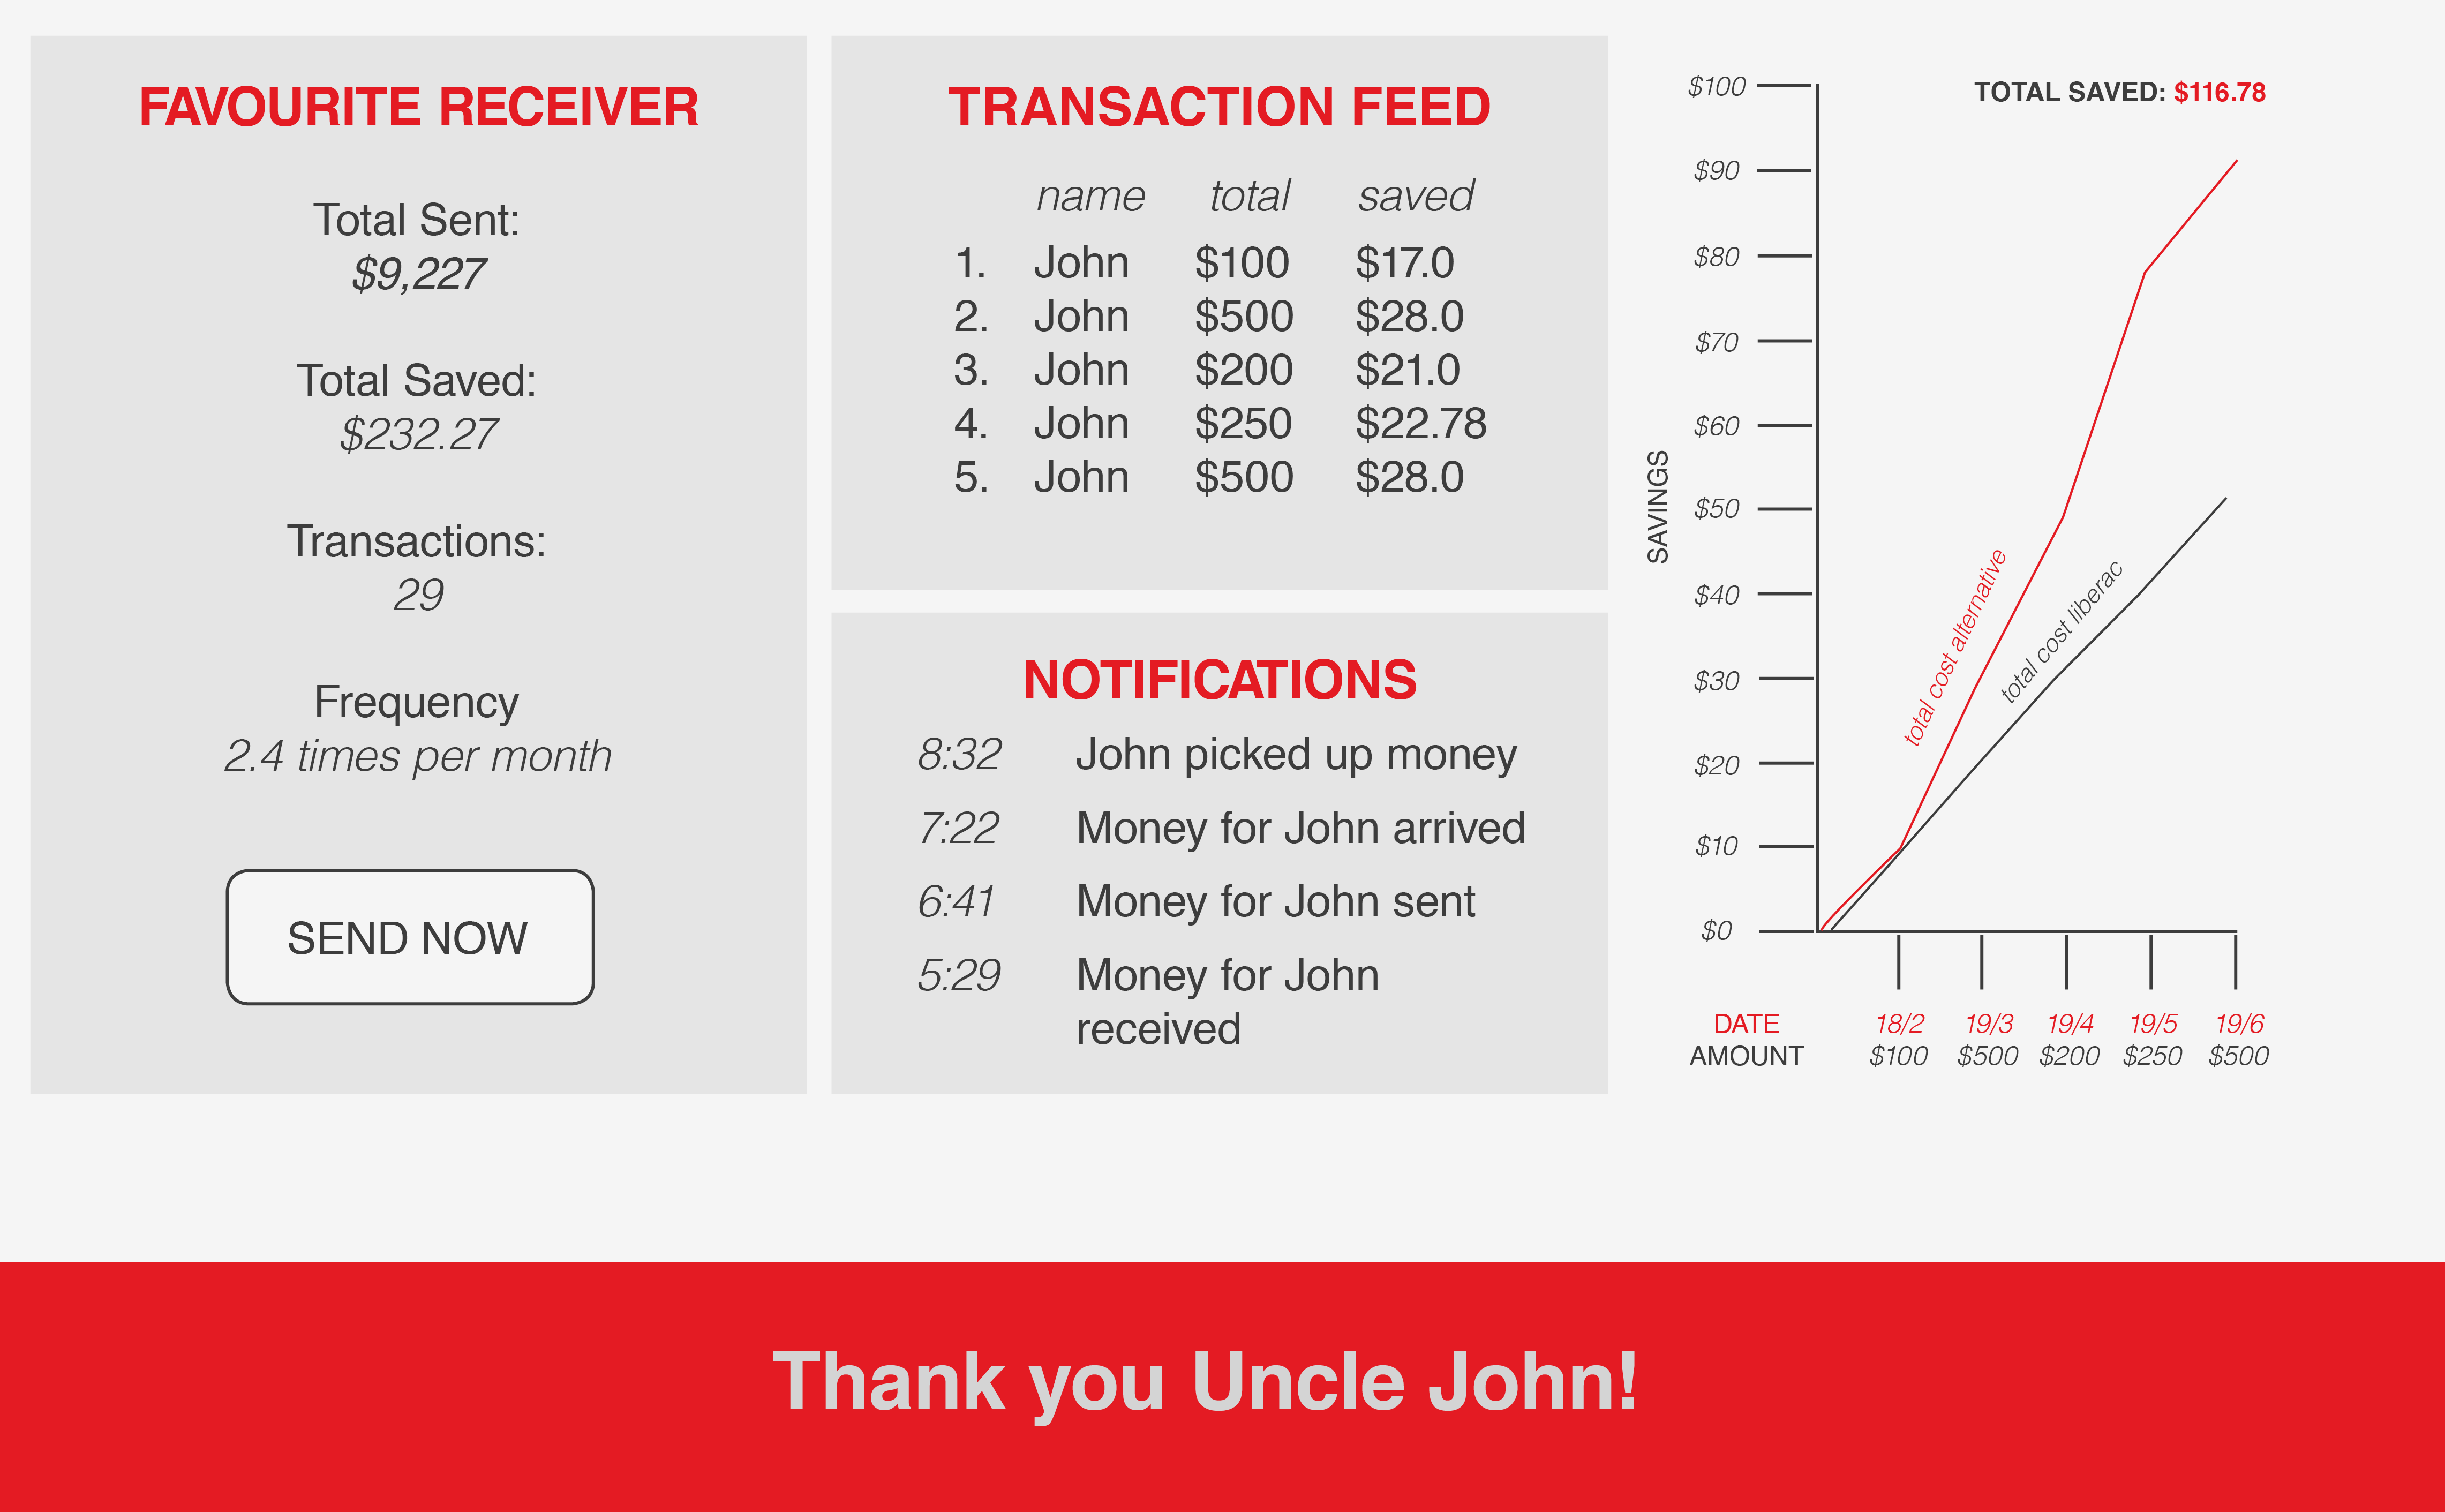 FAVOURITE RECEIVER
Total Sent:
$9,227
Total Saved:
$232.27
Transactions:
29
Frequency
2.4 times per month
SEND NOW
TRANSACTION FEED
name total saved
1. John $100 $17.0
2. John $500 $28.0
3. John $200 $21.0
4. John $250 $22.78
5. John $500 $28.0
NOTIFICATIONS
8:32 John picked up money
7:22 Money for John arrived
6:41 Money for John sent
5:29 Money for John
received
TOTAL SAVED: $116.78
SAVINGS
$100
$90
$80
$70
$60
$50
$40
$30
$20
$10
$0
total cost alternative
total cost liberac
DATE 18/2 19/3 19/4 19/5 19/6
AMOUNT $100 $500 $200 $250 $500
Thank you Uncle John!